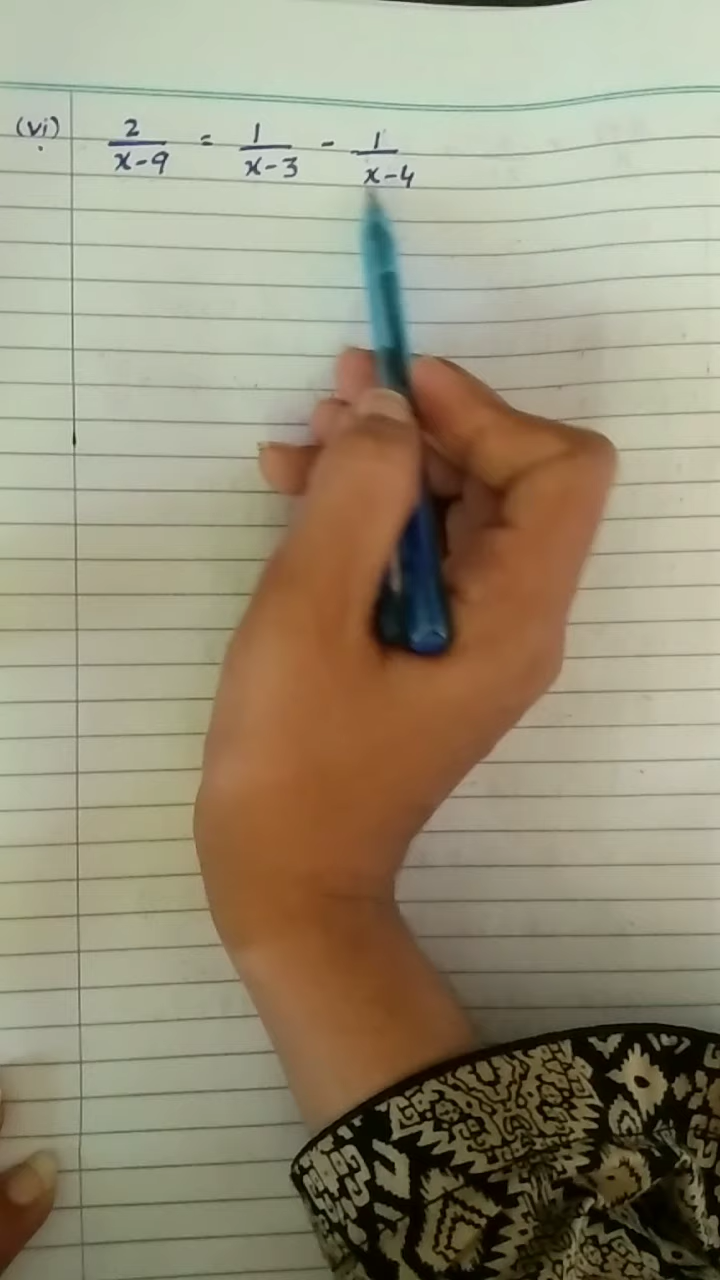 (vi) 2/(x-9) = 1/(x-3) - 1/(x-4)